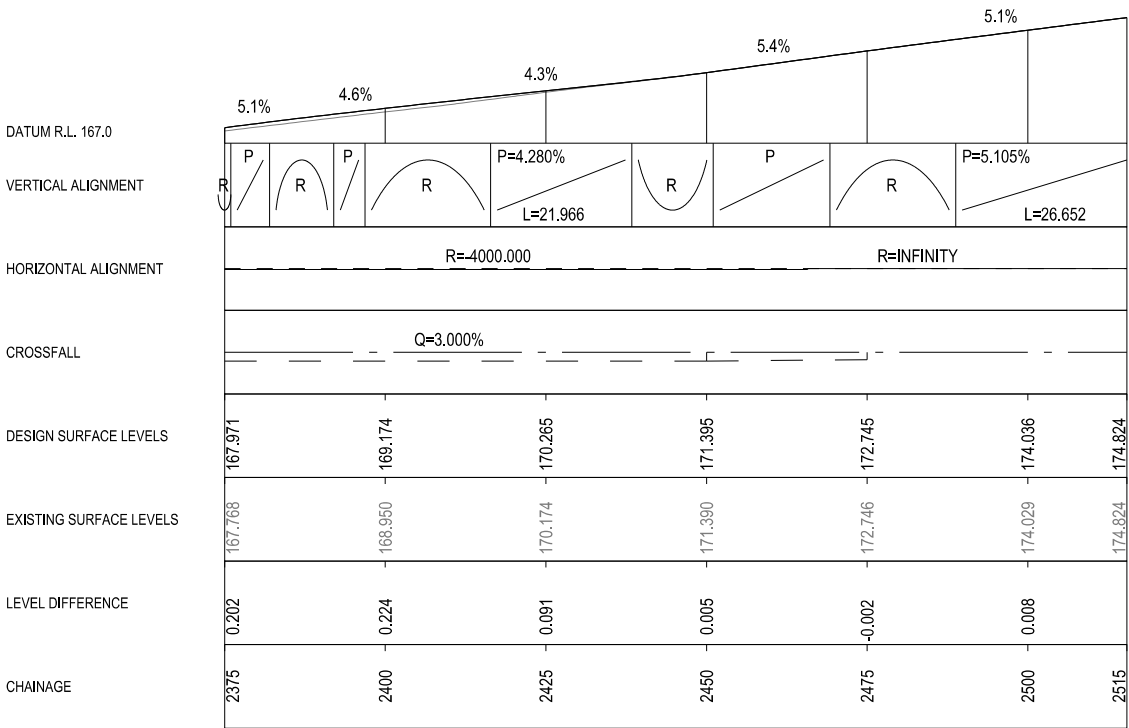 5.1%
4.6%
4.3%
5.4%
5.1%
DATUM R.L. 167.0
VERTICAL ALIGNMENT
R
P
R
P
R
P=4.280%
L=21.966
R
P
R
P=5.105%
L=26.652
HORIZONTAL ALIGNMENT
R=-4000.000
R=INFINITY
CROSSFALL
Q=3.000%
DESIGN SURFACE LEVELS
167.971
169.174
170.265
171.395
172.745
174.036
174.824
EXISTING SURFACE LEVELS
167.768
168.950
170.174
171.390
172.746
174.029
174.824
LEVEL DIFFERENCE
0.202
0.224
0.091
0.005
-0.002
0.008
CHAINAGE
2375
2400
2425
2450
2475
2500
2515